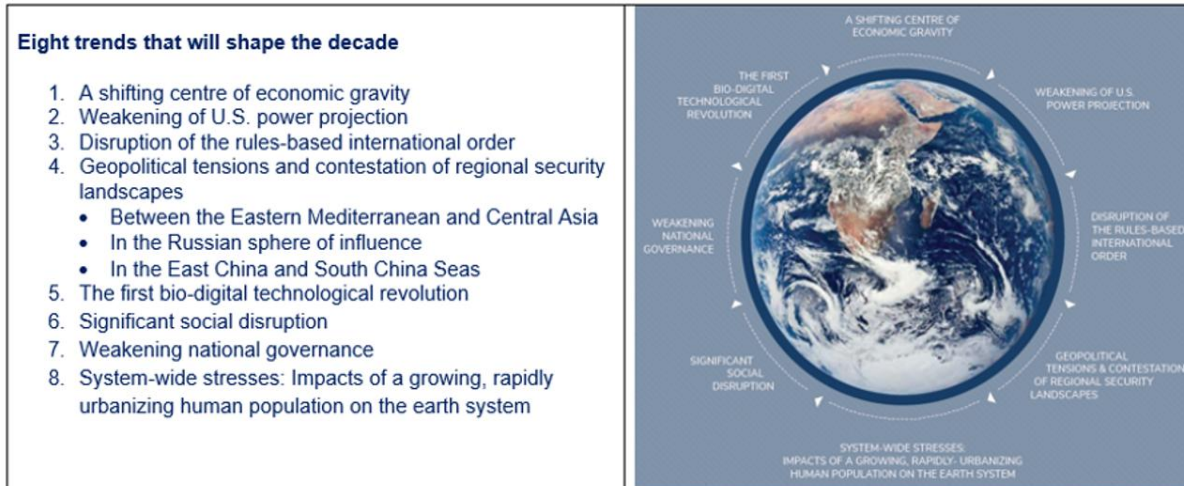 Eight trends that will shape the decade
1. A shifting centre of economic gravity
2. Weakening of U.S. power projection
3. Disruption of the rules-based international order
4. Geopolitical tensions and contestation of regional security
landscapes
• Between the Eastern Mediterranean and Central Asia
• In the Russian sphere of influence
• In the East China and South China Seas
5. The first bio-digital technological revolution
6. Significant social disruption
7. Weakening national governance
8. System-wide stresses: Impacts of a growing, rapidly
urbanizing human population on the earth system
A SHIFTING CENTRE OF
ECONOMIC GRAVITY
WEAKENING OF U.S.
POWER PROJECTION
DISRUPTION OF
THE RULES-BASED
INTERNATIONAL
ORDER
GEOPOLITICAL
TENSIONS & CONTESTATION
OF REGIONAL SECURITY
LANDSCAPES
SYSTEM-WIDE STRESSES:
IMPACTS OF A GROWING, RAPIDLY- URBANIZING
HUMAN POPULATION ON THE EARTH SYSTEM
SIGNIFICANT
SOCIAL
DISRUPTION
WEAKENING
NATIONAL
GOVERNANCE
THE FIRST
BIO-DIGITAL
TECHNOLOGICAL
REVOLUTION